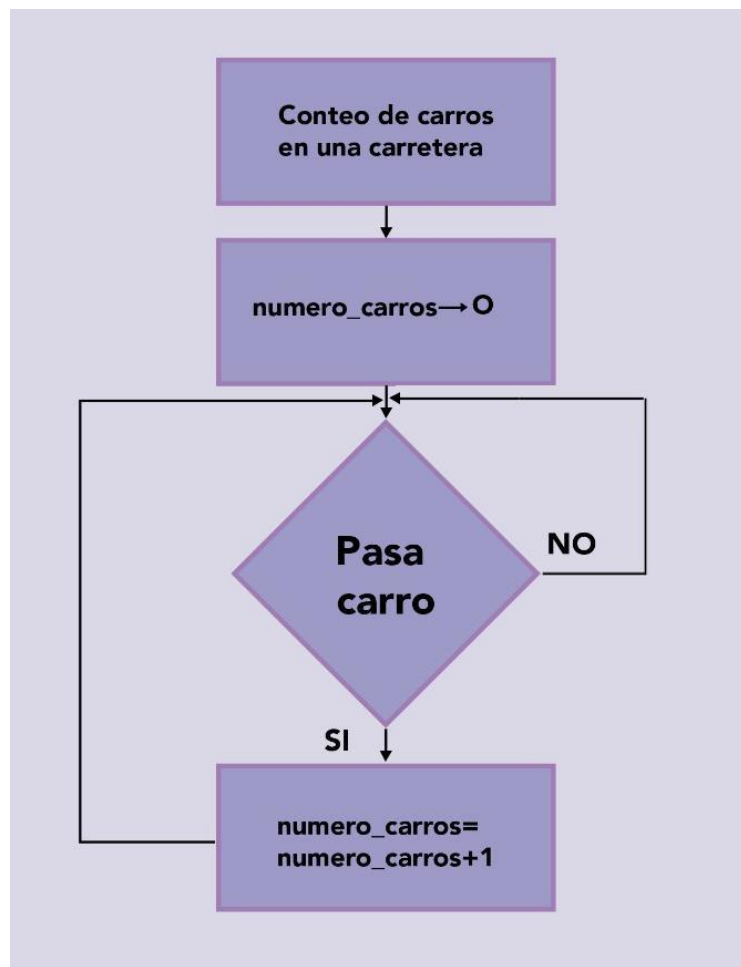 Conteo de carros
en una carretera
numero_carros→O
Pasa
carro
NO
SI
numero_carros=
numero_carros+1